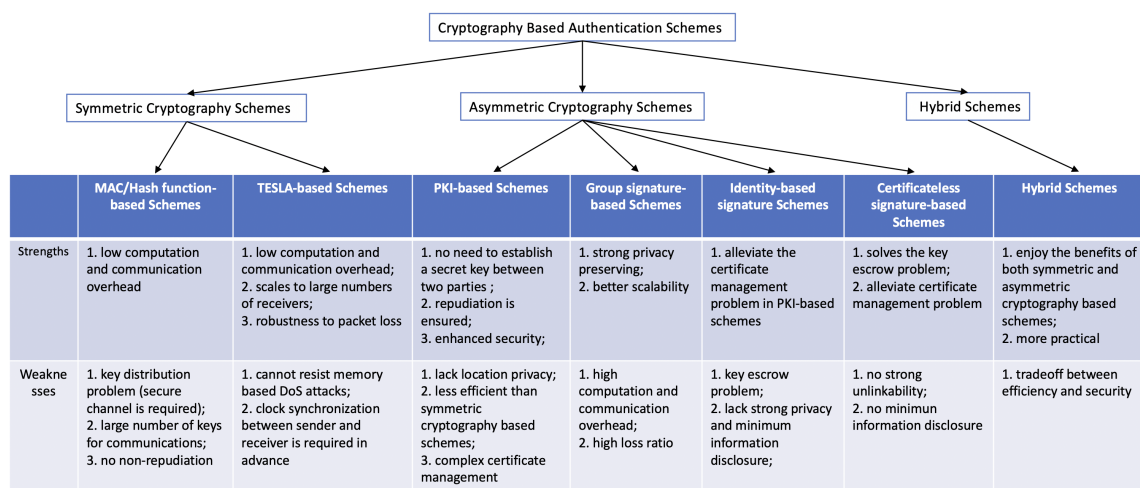 Cryptography Based Authentication Schemes
Symmetric Cryptography Schemes
Asymmetric Cryptography Schemes
Hybrid Schemes
MAC/Hash function-
based Schemes
TESLA-based Schemes
PKI-based Schemes
Group signature-
based Schemes
Identity-based
signature Schemes
Certificateless
signature-based
Schemes
Hybrid Schemes
Strengths
1. low computation
and communication
overhead
1. low computation and
communication overhead;
2. scales to large numbers
of receivers;
3. robustness to packet loss
1. no need to establish
a secret key between
two parties ;
2. repudiation is
ensured;
3. enhanced security;
1. strong privacy
preserving;
2. better scalability
1. alleviate the
certificate
management
problem in PKI-based
schemes
1. solves the key
escrow problem;
2. alleviate certificate
management problem
1. enjoy the benefits of
both symmetric and
asymmetric
cryptography based
schemes;
2. more practical
Weakne
sses
1. key distribution
problem (secure
channel is required);
2. large number of keys
for communications;
3. no non-repudiation
1. cannot resist memory
based DoS attacks;
2. clock synchronization
between sender and
receiver is required in
advance
1. lack location privacy;
2. less efficient than
symmetric
cryptography based
schemes;
3. complex certificate
management
1. high
computation and
communication
overhead;
2. high loss ratio
1. key escrow
problem;
2. lack strong privacy
and minimum
information
disclosure;
1. no strong
unlinkability;
2. no minimun
information disclosure
1. tradeoff between
efficiency and security